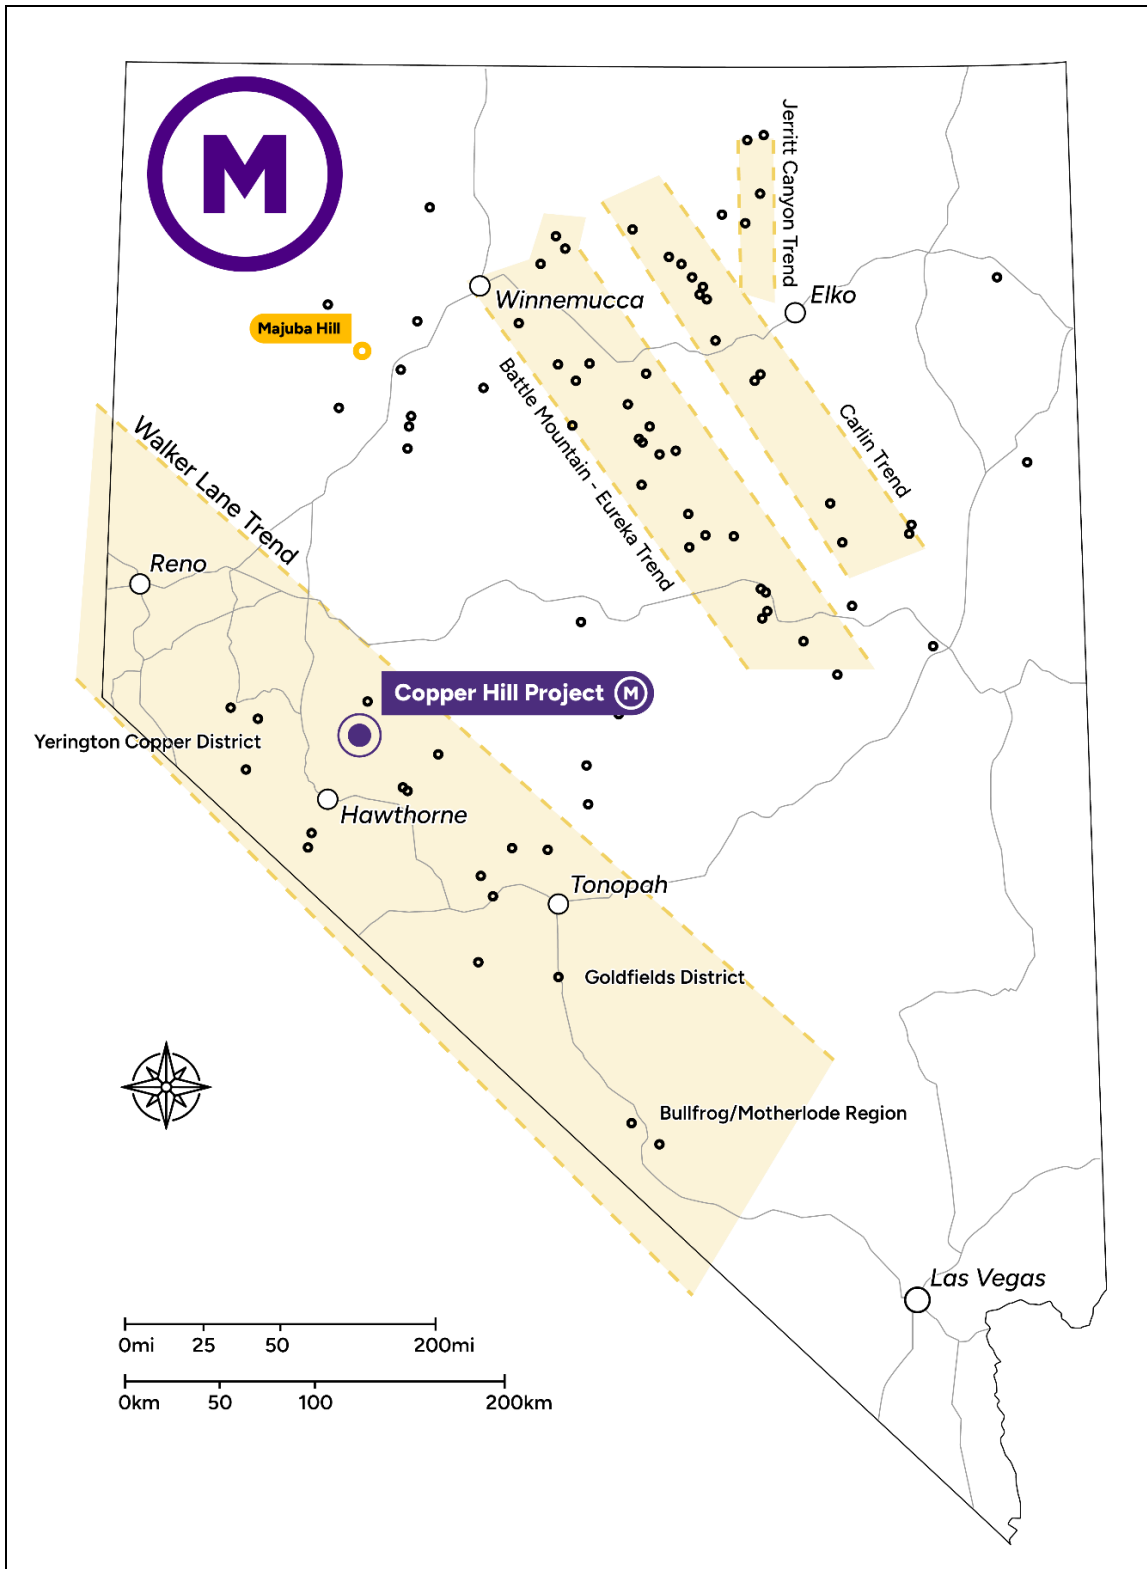 M
Jerritt Canyon Trend
Winnemucca
Elko
Majuba Hill
Battle Mountain - Eureka Trend
Carlin Trend
Walker Lane Trend
Reno
Copper Hill Project M
Yerington Copper District
Hawthorne
Tonopah
Goldfields District
Bullfrog/Motherlode Region
Las Vegas
0mi 25 50 200mi
0km 50 100 200km